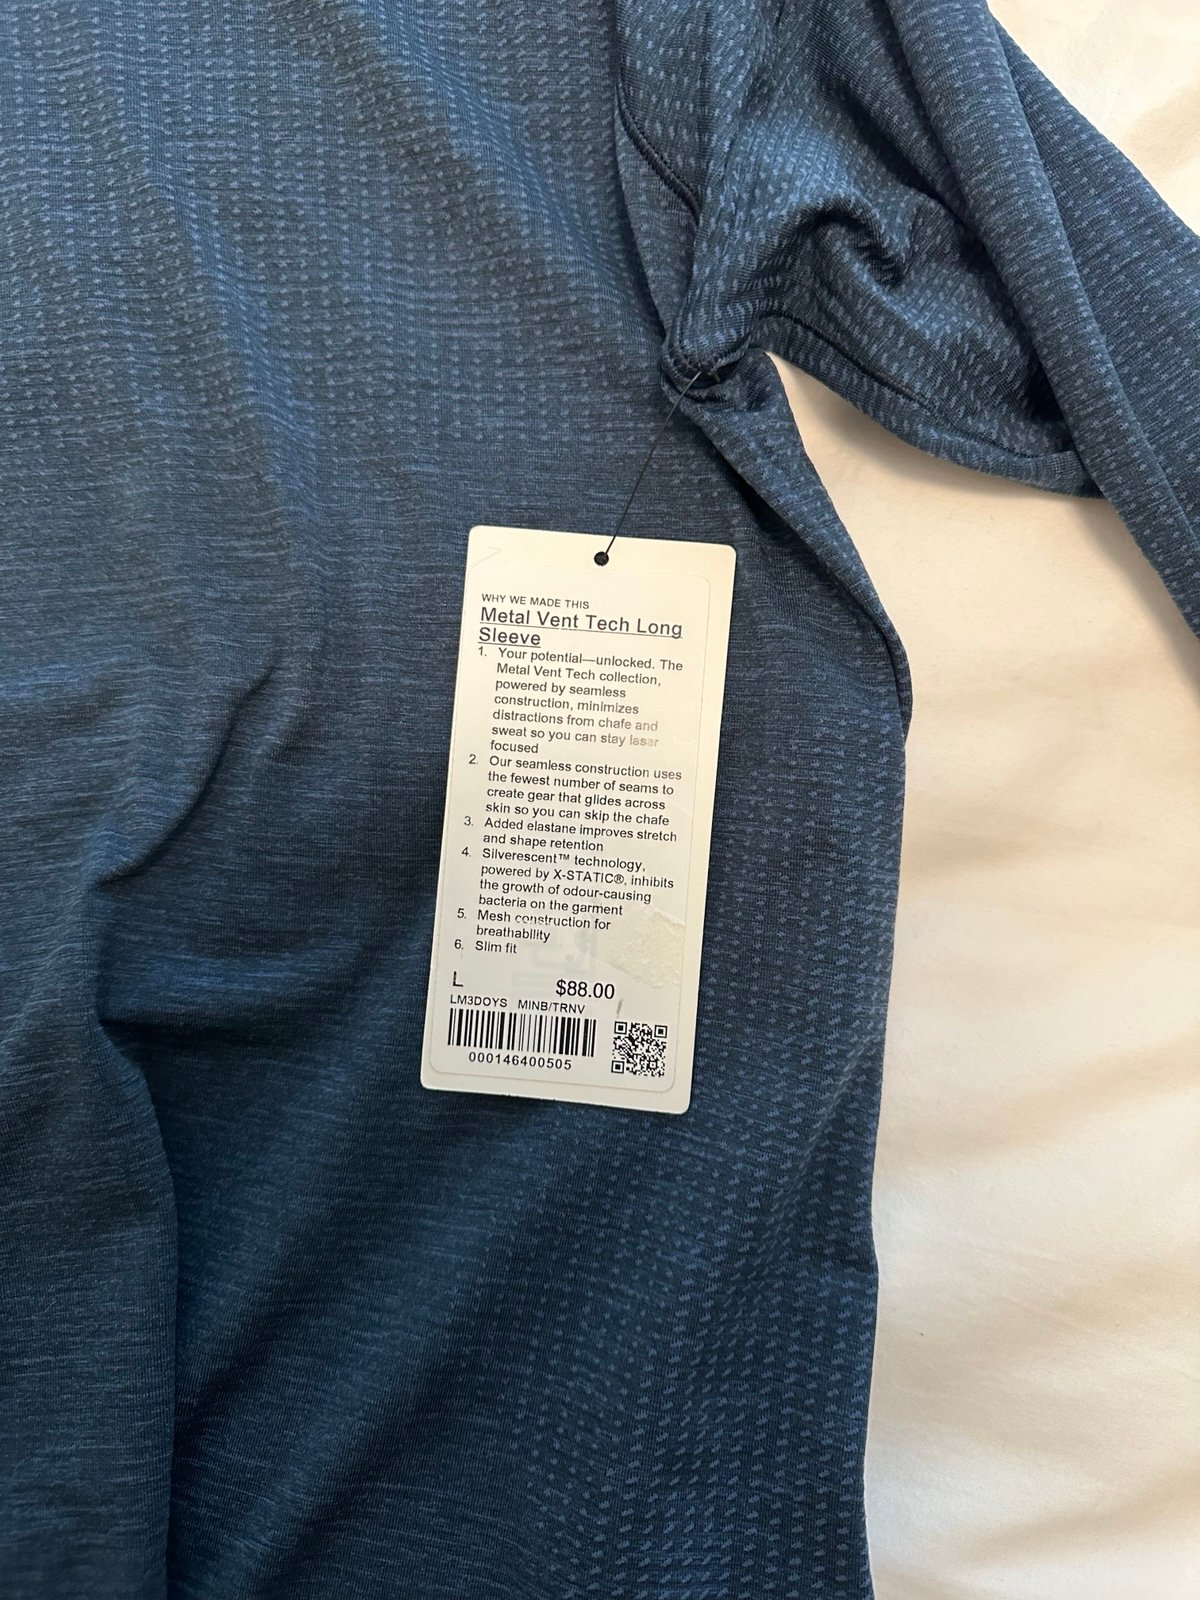 WHY WE MADE THIS
Metal Vent Tech Long
Sleeve
1. Your potential—unlocked. The
Metal Vent Tech collection,
powered by seamless
construction, minimizes
distractions from chafe and
sweat so you can stay laser
focused
2. Our seamless construction uses
the fewest number of seams to
create gear that glides across
skin so you can skip the chafe
3. Added elastane improves stretch
and shape retention
4. Silverescent™ technology,
powered by X-STATIC®, inhibits
the growth of odour-causing
bacteria on the garment
5. Mesh construction for
breathability
6. Slim fit
L $88.00
LM3DOYS MINB/TRNV
000146400505